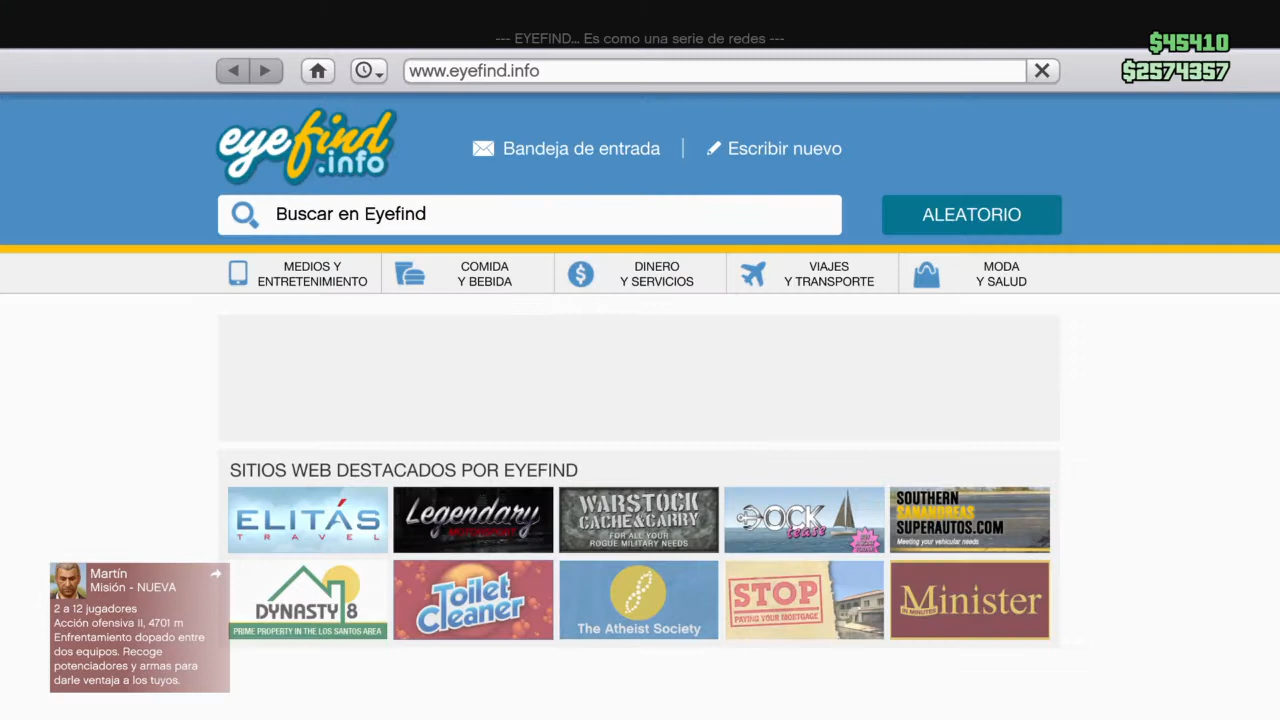 --- EYEFIND... Es como una serie de redes ---
$45410
$2574357
www.eyefind.info
eyefind
.info
Bandeja de entrada
Escribir nuevo
Buscar en Eyefind
ALEATORIO
MEDIOS Y
ENTRETENIMIENTO
COMIDA
Y BEBIDA
DINERO
Y SERVICIOS
VIAJES
Y TRANSPORTE
MODA
Y SALUD
SITIOS WEB DESTACADOS POR EYEFIND
ELITÁS
TRAVEL
Legendary
MOTORSPORT
WARSTOCK
CACHE&CARRY
FOR ALL YOUR
ROGUE MILITARY NEEDS
DOCK
tease
SOUTHERN
SANANDREAS
SUPERAUTOS.COM
Meeting your vehicular needs
DYNASTY 8
PRIME PROPERTY IN THE LOS SANTOS AREA
Toilet
Cleaner
The Atheist Society
STOP
PAYING YOUR MORTGAGE
Minister
IN MINUTES
Martín
Misión - NUEVA
2 a 12 jugadores
Acción ofensiva II, 4701 m
Enfrentamiento dopado entre
dos equipos. Recoge
potenciadores y armas para
darle ventaja a los tuyos.